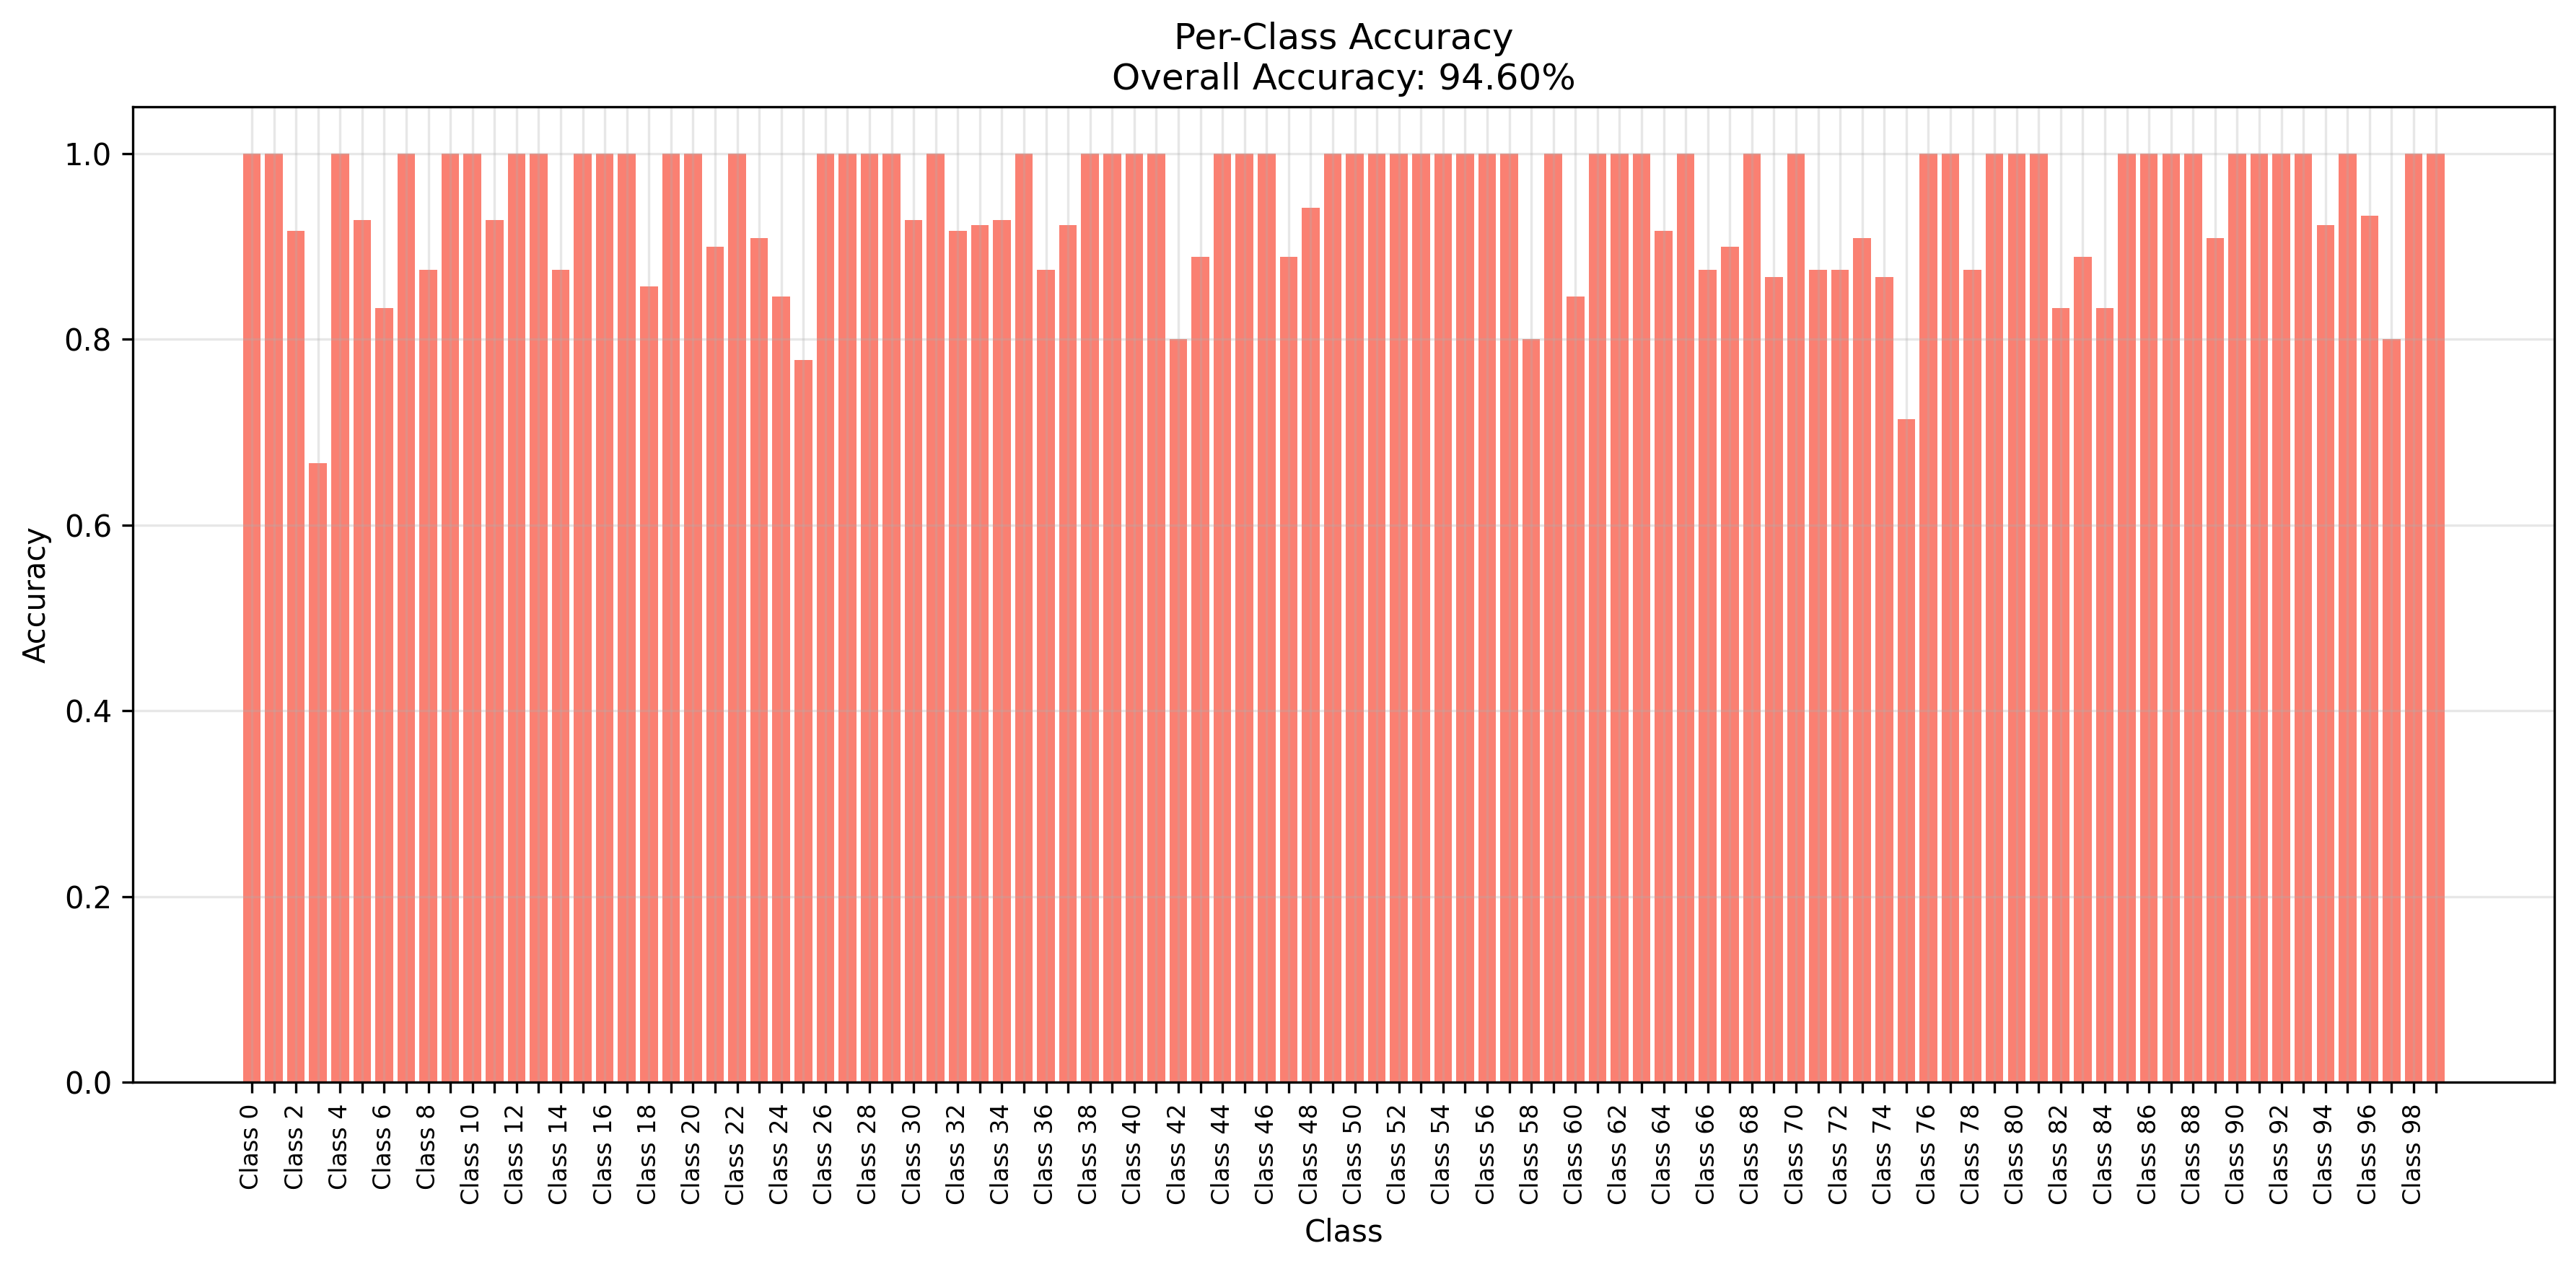 Per-Class Accuracy
Overall Accuracy: 94.60%
Accuracy
1.0
0.8
0.6
0.4
0.2
0.0
Class 0
Class 2
Class 4
Class 6
Class 8
Class 10
Class 12
Class 14
Class 16
Class 18
Class 20
Class 22
Class 24
Class 26
Class 28
Class 30
Class 32
Class 34
Class 36
Class 38
Class 40
Class 42
Class 44
Class 46
Class 48
Class 50
Class 52
Class 54
Class 56
Class 58
Class 60
Class 62
Class 64
Class 66
Class 68
Class 70
Class 72
Class 74
Class 76
Class 78
Class 80
Class 82
Class 84
Class 86
Class 88
Class 90
Class 92
Class 94
Class 96
Class 98
Class